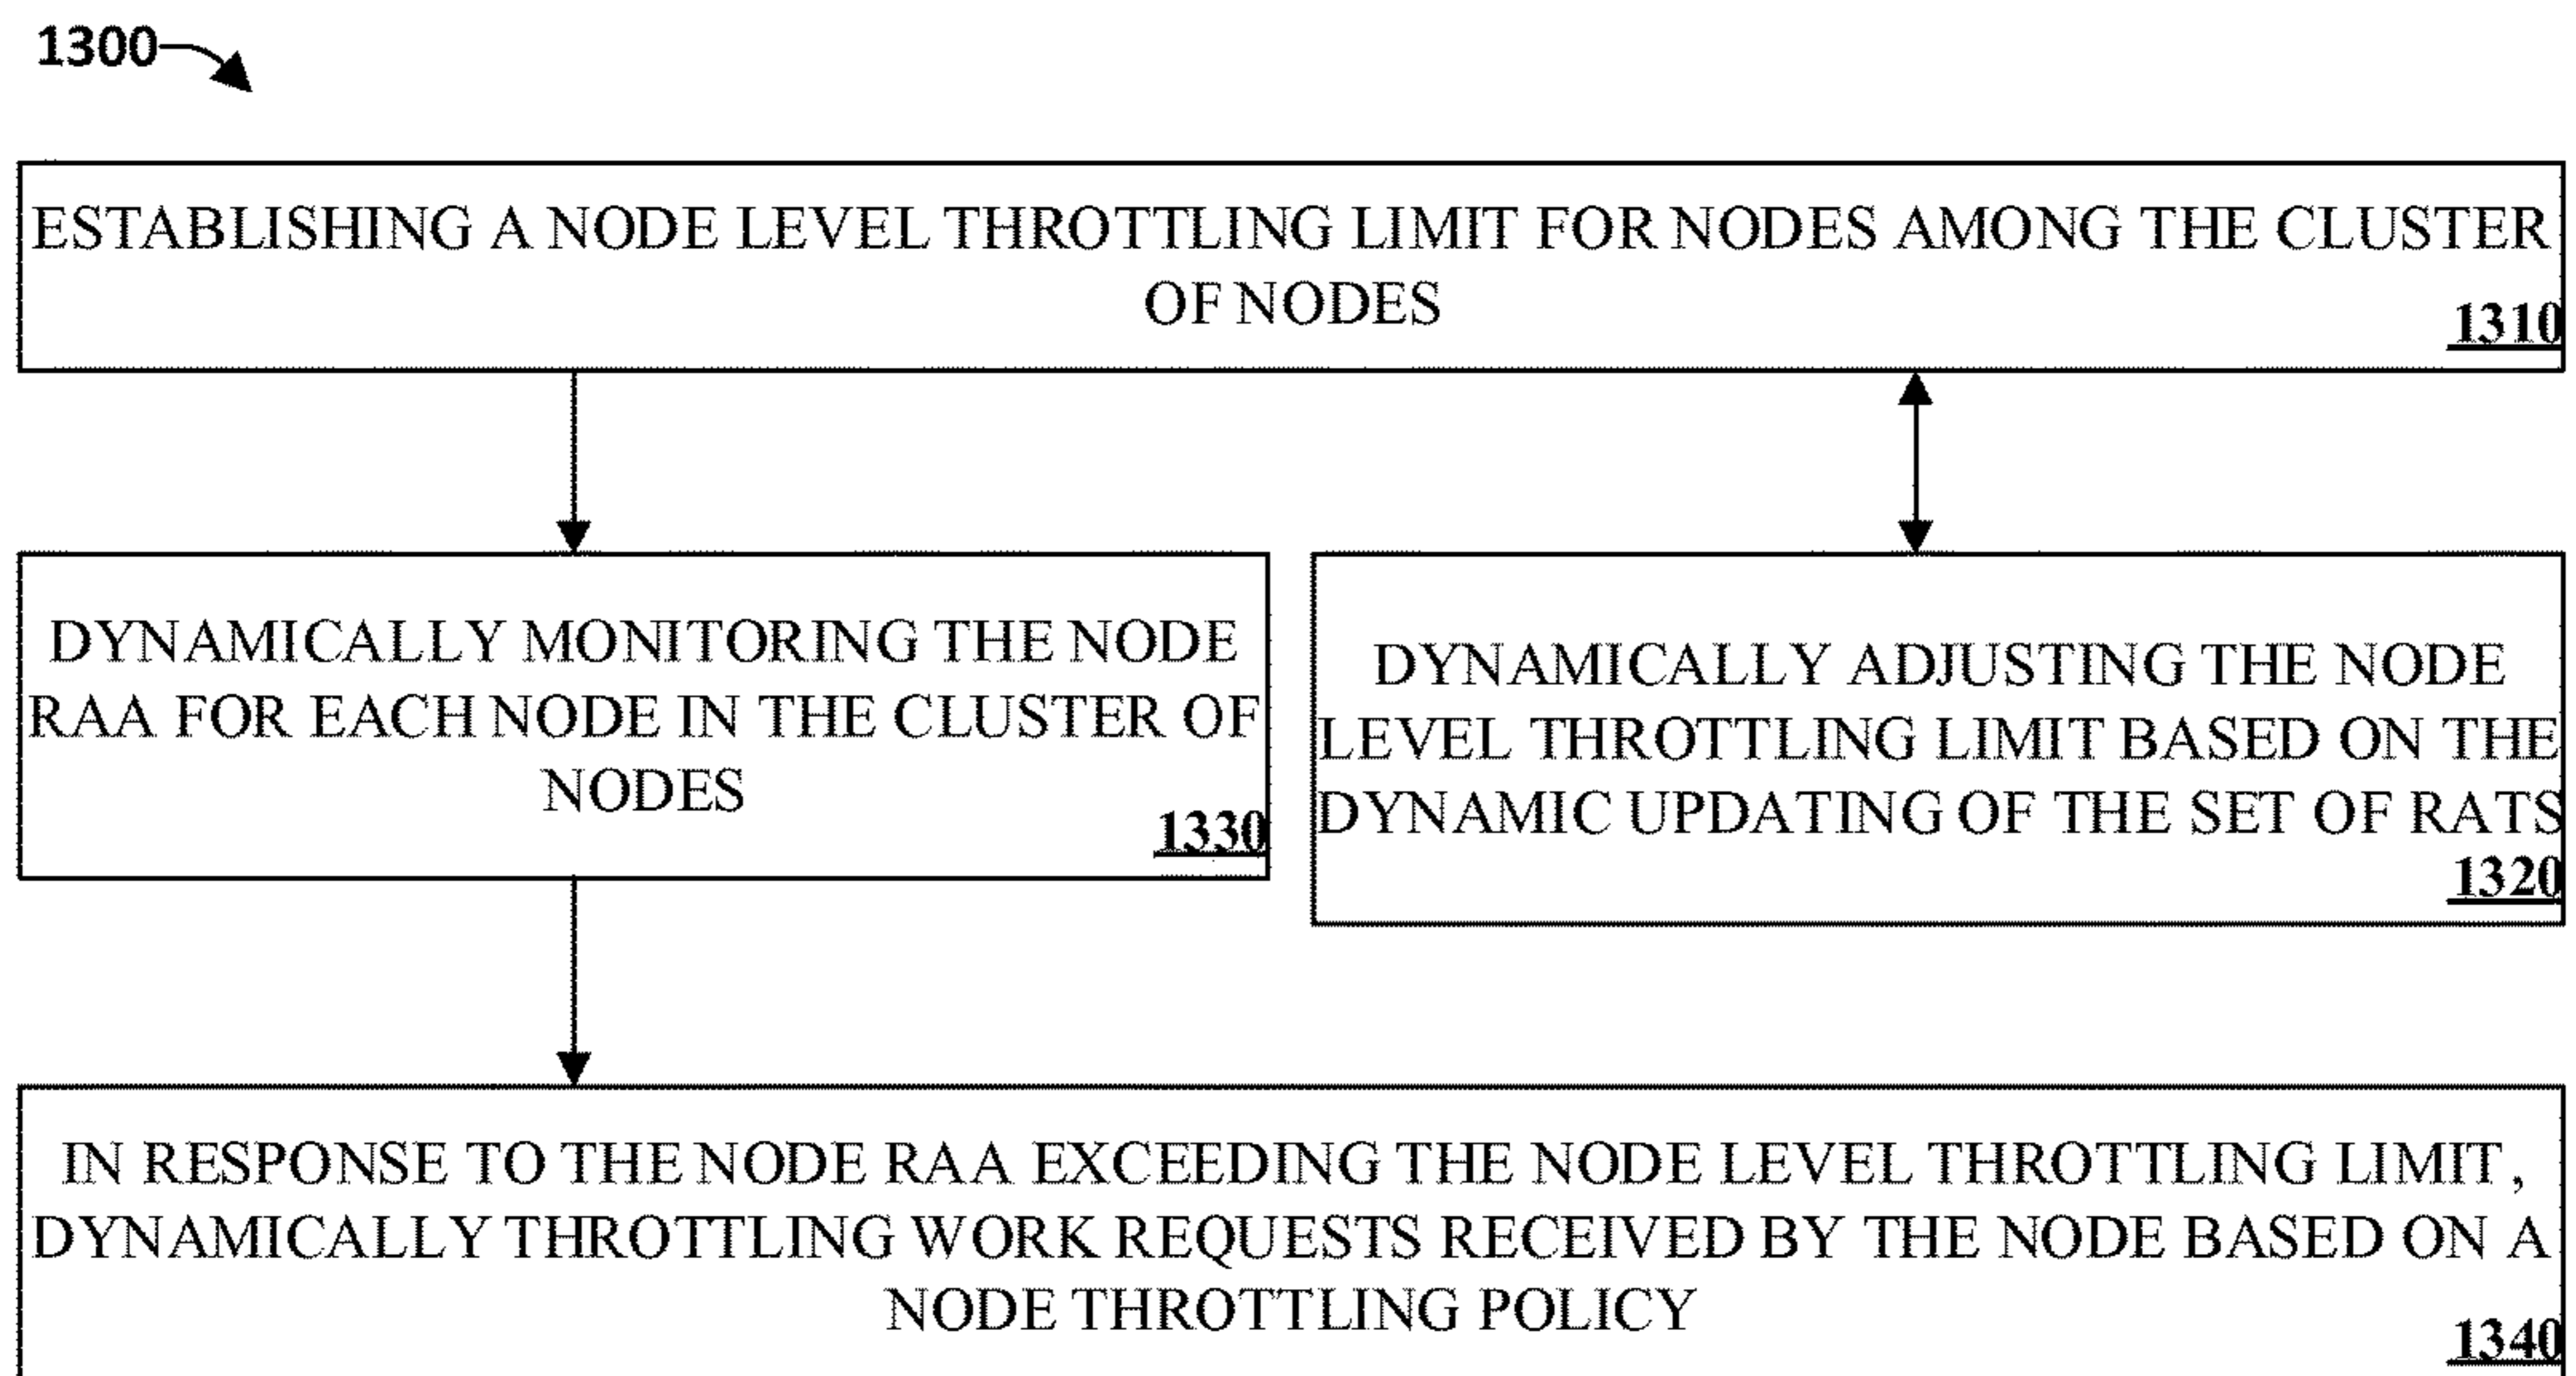 1300
ESTABLISHING A NODE LEVEL THROTTLING LIMIT FOR NODES AMONG THE CLUSTER
OF NODES
1310
DYNAMICALLY MONITORING THE NODE
RAA FOR EACH NODE IN THE CLUSTER OF
NODES
1330
DYNAMICALLY ADJUSTING THE NODE
LEVEL THROTTLING LIMIT BASED ON THE
DYNAMIC UPDATING OF THE SET OF RATS
1320
IN RESPONSE TO THE NODE RAA EXCEEDING THE NODE LEVEL THROTTLING LIMIT,
DYNAMICALLY THROTTLING WORK REQUESTS RECEIVED BY THE NODE BASED ON A
NODE THROTTLING POLICY
1340